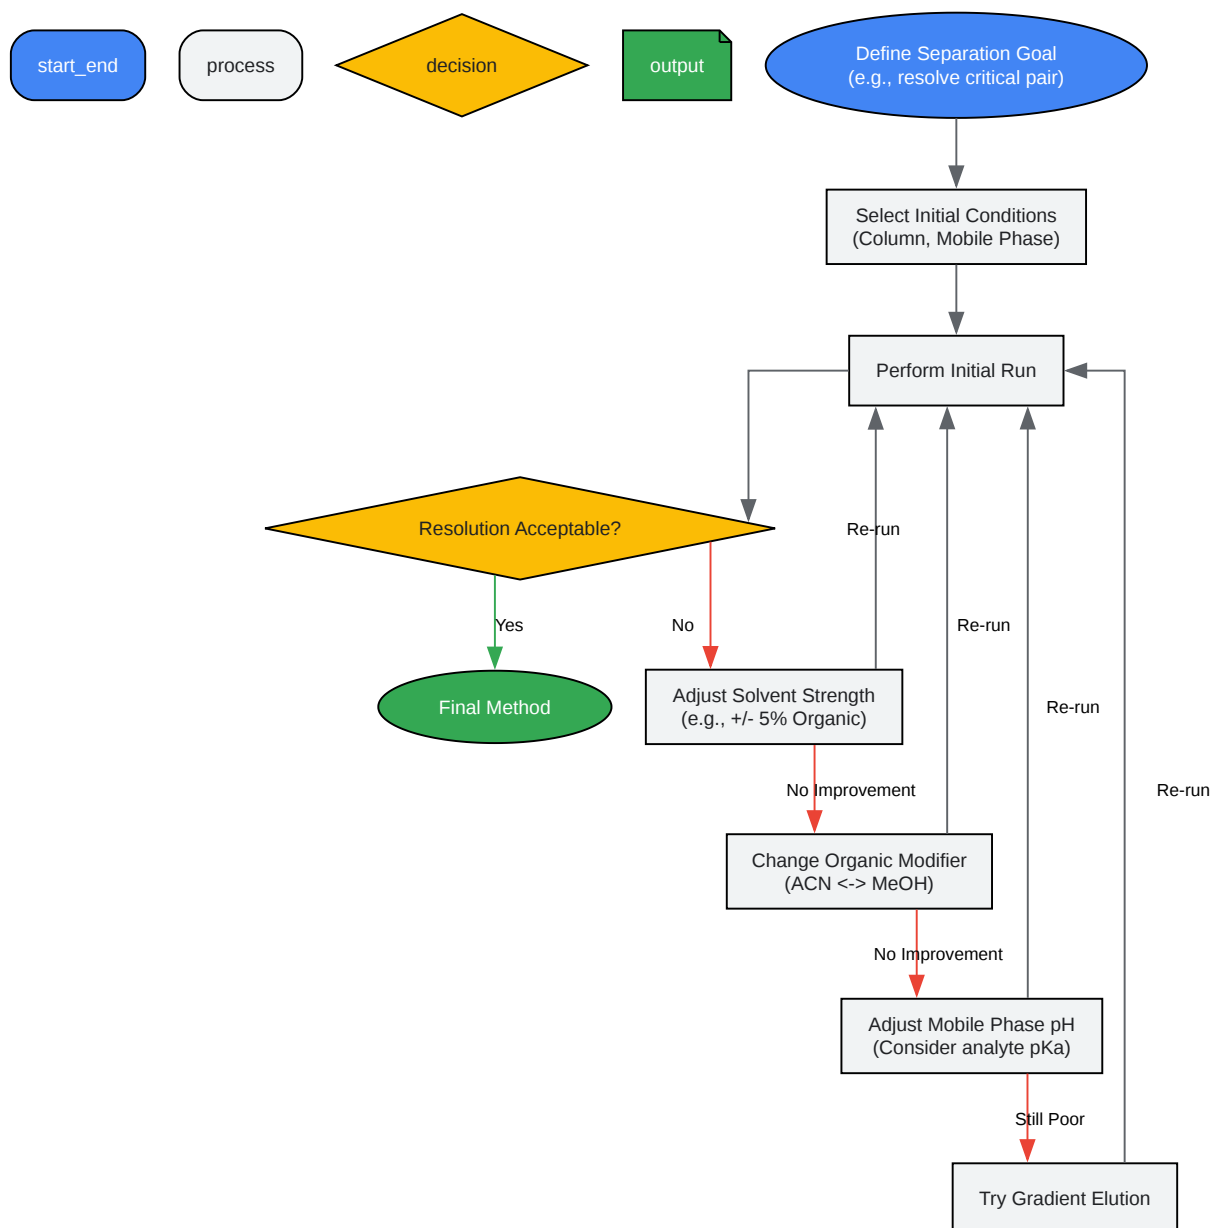 start_end
process
decision
output
Define Separation Goal
(e.g., resolve critical pair)
Select Initial Conditions
(Column, Mobile Phase)
Perform Initial Run
Resolution Acceptable?
Re-run
Yes
No
Re-run
Final Method
Adjust Solvent Strength
(e.g., +/- 5% Organic)
Re-run
No Improvement
Re-run
Change Organic Modifier
(ACN <-> MeOH)
No Improvement
Adjust Mobile Phase pH
(Consider analyte pKa)
Still Poor
Try Gradient Elution